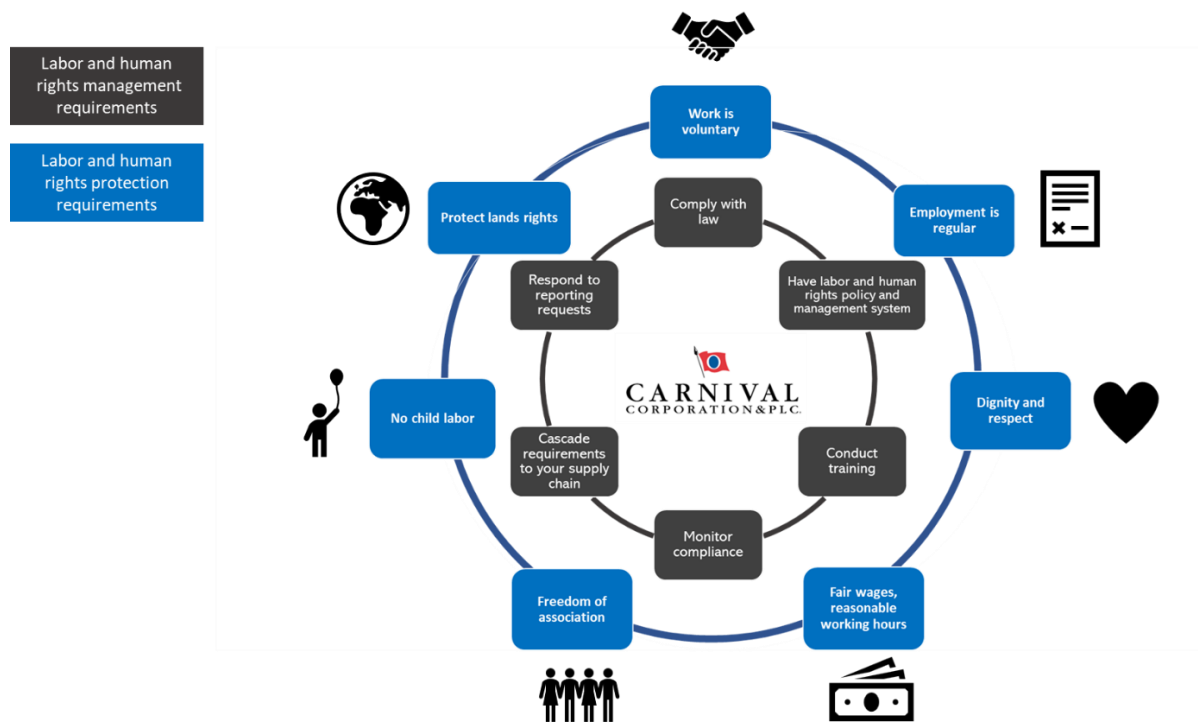 Labor and human
rights management
requirements
Labor and human
rights protection
requirements
Work is
voluntary
Employment is
regular
Dignity and
respect
Fair wages,
reasonable
working hours
Freedom of
association
No child labor
Protect lands rights
Comply with
law
Have labor and human
rights policy and
management system
Conduct
training
Monitor
compliance
Cascade
requirements
to your supply
chain
Respond to
reporting
requests
CARNIVAL
CORPORATION&PLC.